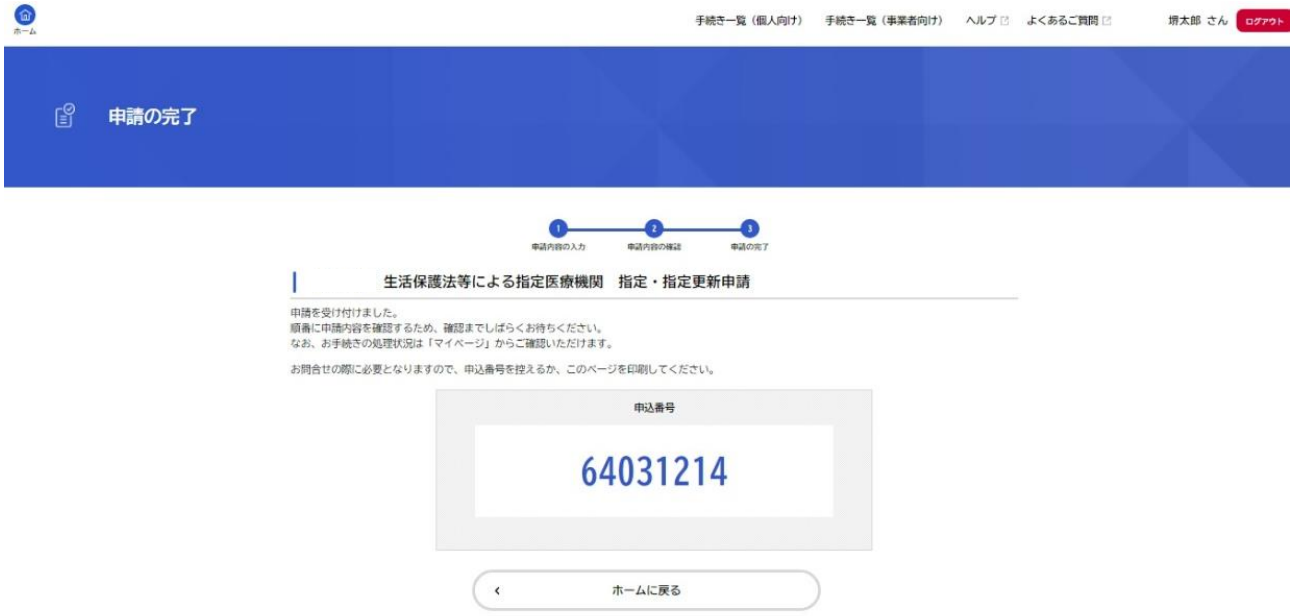 ホーム
手続き一覧（個人向け）
手続き一覧（事業者向け）
ヘルプ
よくあるご質問
堺太郎 さん
ログアウト
申請の完了
1
2
3
申請内容の入力
申請内容の確認
申請の完了
生活保護法等による指定医療機関　指定・指定更新申請
申請を受け付けました。
順番に申請内容を確認するため、確認までしばらくお待ちください。
なお、お手続きの処理状況は「マイページ」からご確認いただけます。
お問合せの際に必要となりますので、申込番号を控えるか、このページを印刷してください。
申込番号
64031214
ホームに戻る